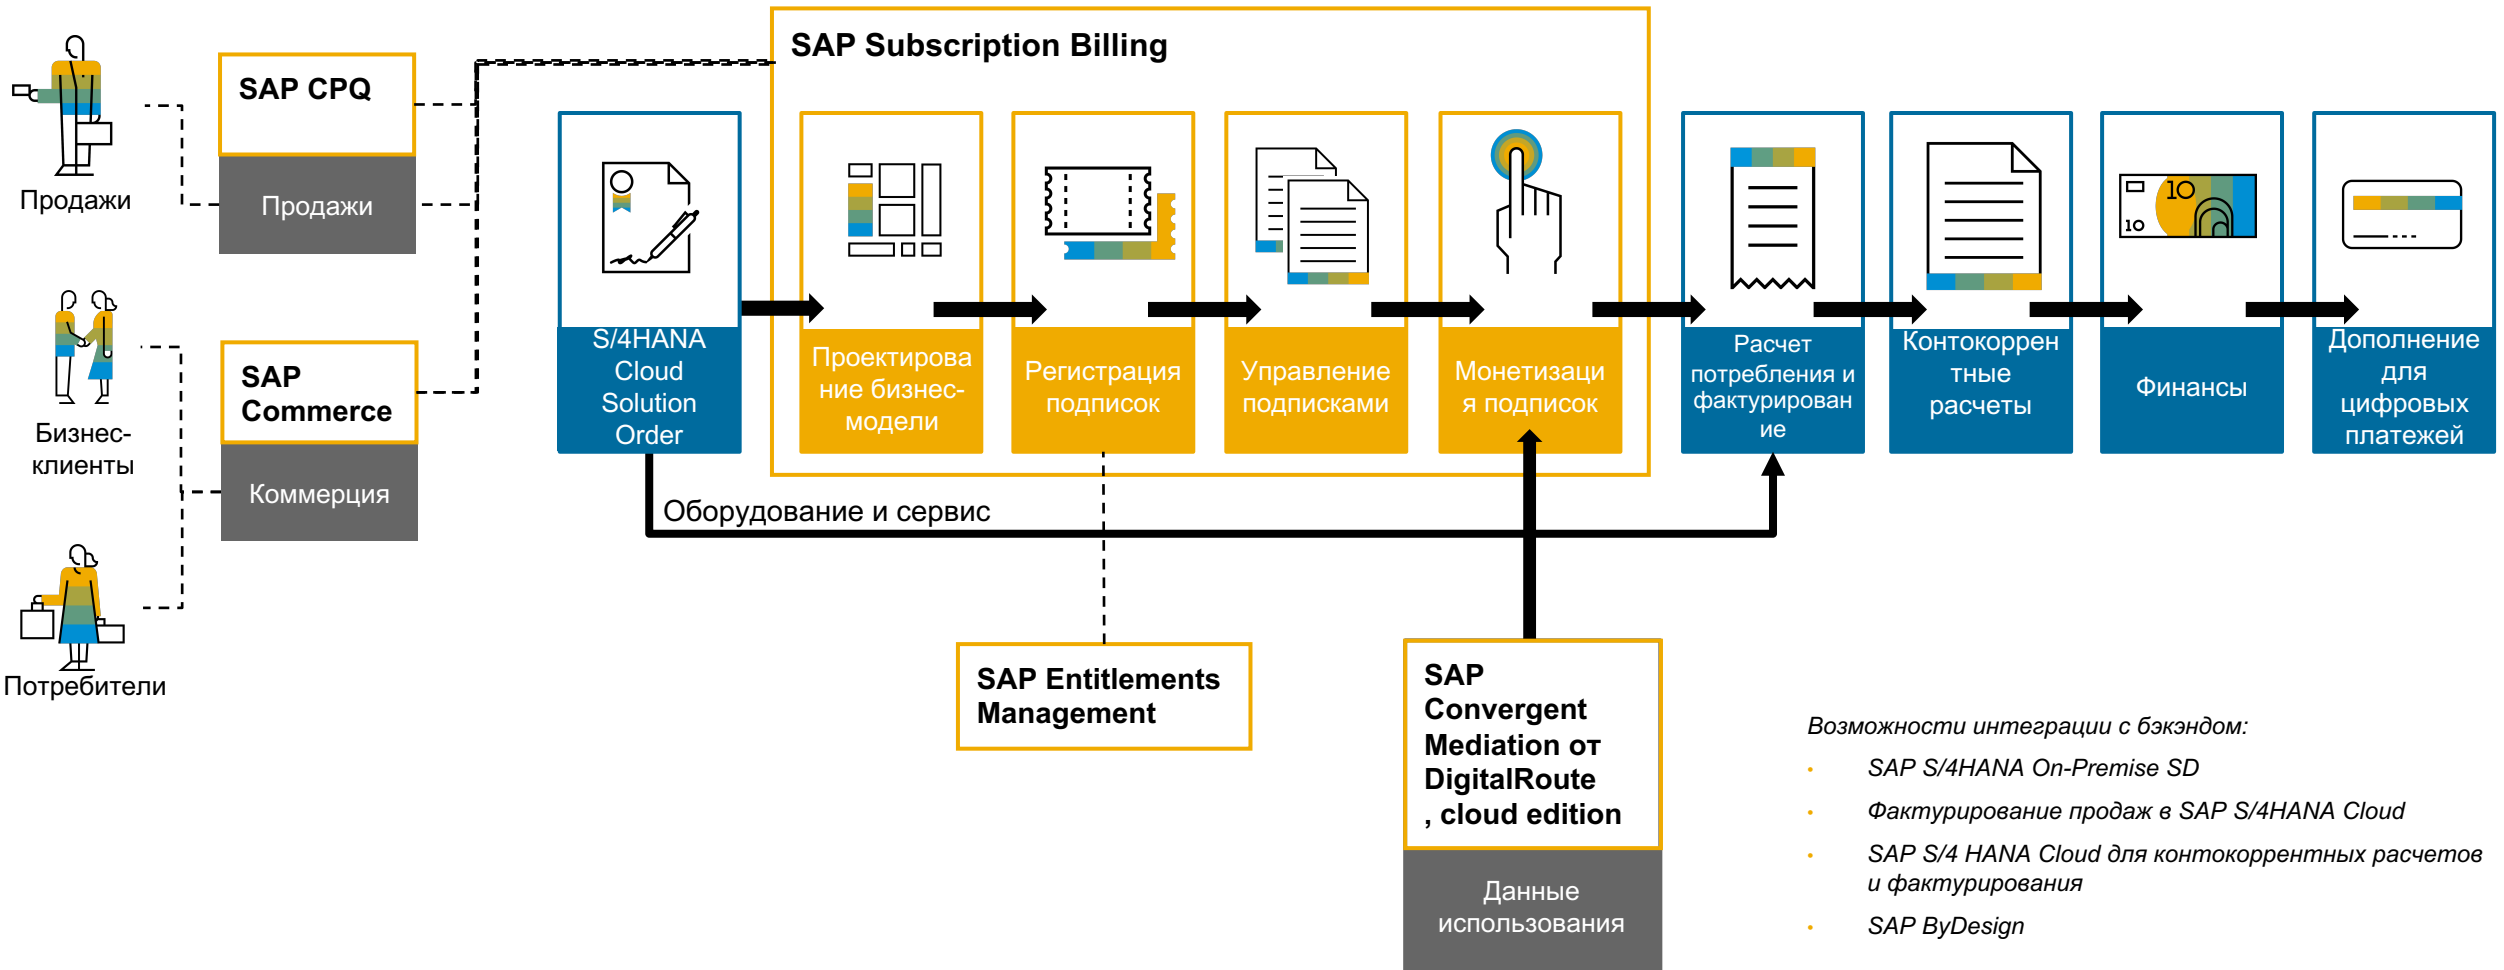 SAP Subscription Billing
SAP CPQ
Продажи
Продажи
Бизнес-
клиенты
SAP
Commerce
Коммерция
Потребители
S/4HANA
Cloud
Solution
Order
Проектирова
ние бизнес-
модели
Регистрация
подписок
Управление
подписками
Монетизаци
я подписок
Расчет
потребления и
фактурирован
ие
Контокоррен
тные
расчеты
10
10
Финансы
Дополнение
для
цифровых
платежей
Оборудование и сервис
SAP Entitlements
Management
SAP
Convergent
Mediation от
DigitalRoute
, cloud edition
Данные
использования
Возможности интеграции с бэкэндом:
• SAP S/4HANA On-Premise SD
• Фактурирование продаж в SAP S/4HANA Cloud
• SAP S/4 HANA Cloud для контокоррентных расчетов
и фактурирования
• SAP ByDesign